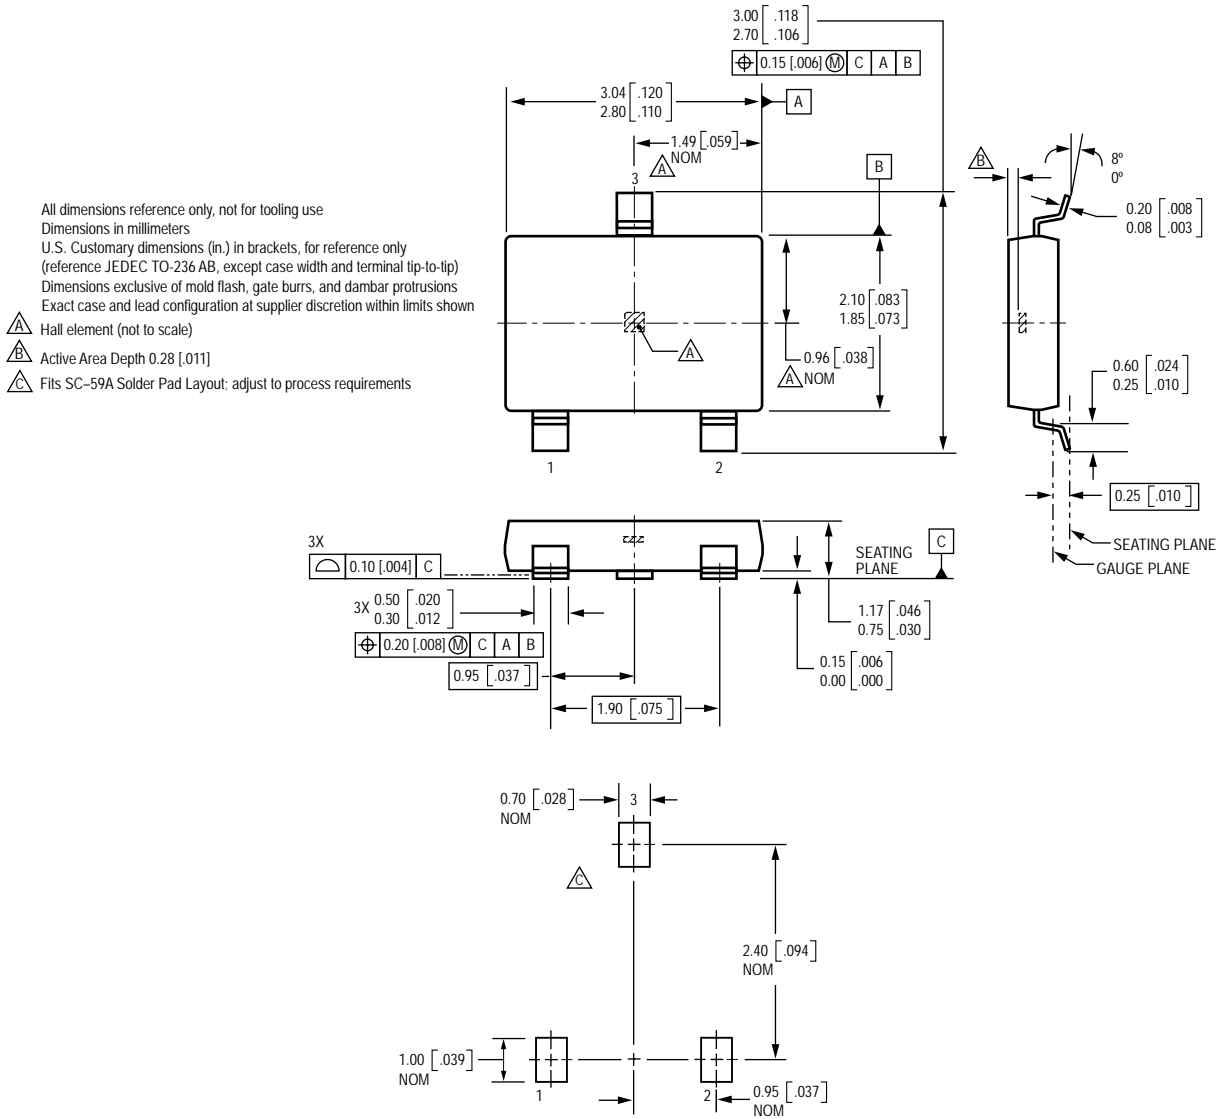 3.00 [.118
2.70 .106]
⌖ 0.15 [.006] Ⓜ C A B
3.04 [.120
2.80 .110]
A
1.49 [.059]
NOM
A
3
B
B
8º
0º
0.20 [.008
0.08 .003]
All dimensions reference only, not for tooling use
Dimensions in millimeters
U.S. Customary dimensions (in.) in brackets, for reference only
(reference JEDEC TO-236 AB, except case width and terminal tip-to-tip)
Dimensions exclusive of mold flash, gate burrs, and dambar protrusions
Exact case and lead configuration at supplier discretion within limits shown
A Hall element (not to scale)
B Active Area Depth 0.28 [.011]
C Fits SC–59A Solder Pad Layout; adjust to process requirements
2.10 [.083
1.85 .073]
A
0.96 [.038]
A NOM
0.60 [.024
0.25 .010]
1
2
0.25 [.010]
SEATING PLANE
GAUGE PLANE
3X
⌓ 0.10 [.004] C
SEATING
PLANE
C
3X 0.50 [.020
0.30 .012]
⌖ 0.20 [.008] Ⓜ C A B
1.17 [.046
0.75 .030]
0.15 [.006
0.00 .000]
0.95 [.037]
1.90 [.075]
0.70 [.028]
NOM
3
C
2.40 [.094]
NOM
1.00 [.039]
NOM
1
2
0.95 [.037]
NOM